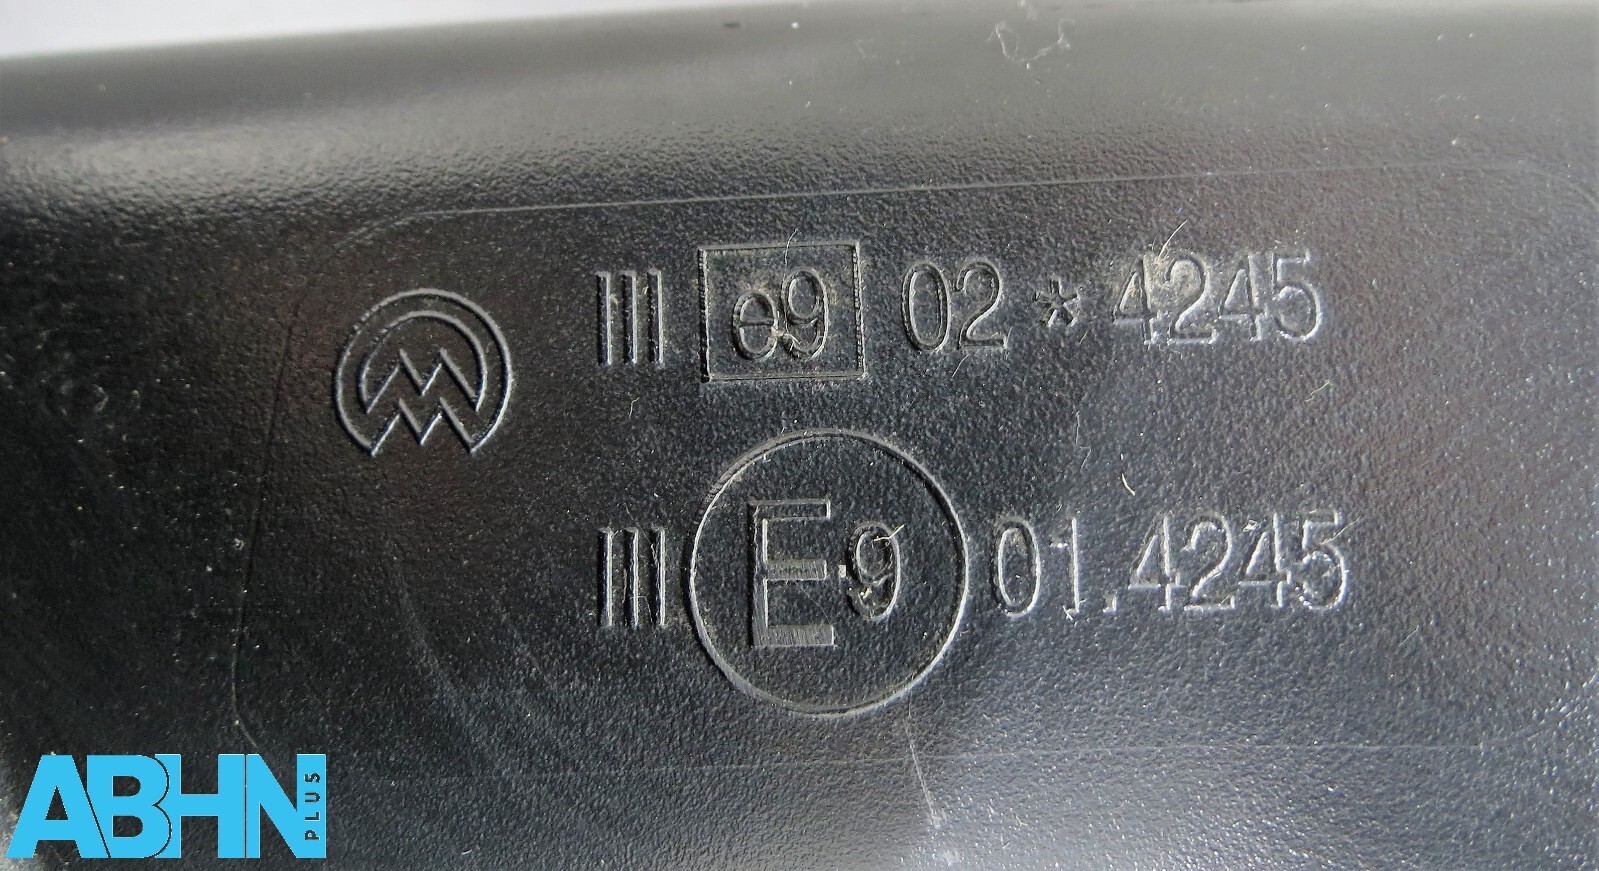 III e9 02 * 4245
III E9 01.4245
ABHN PLUS